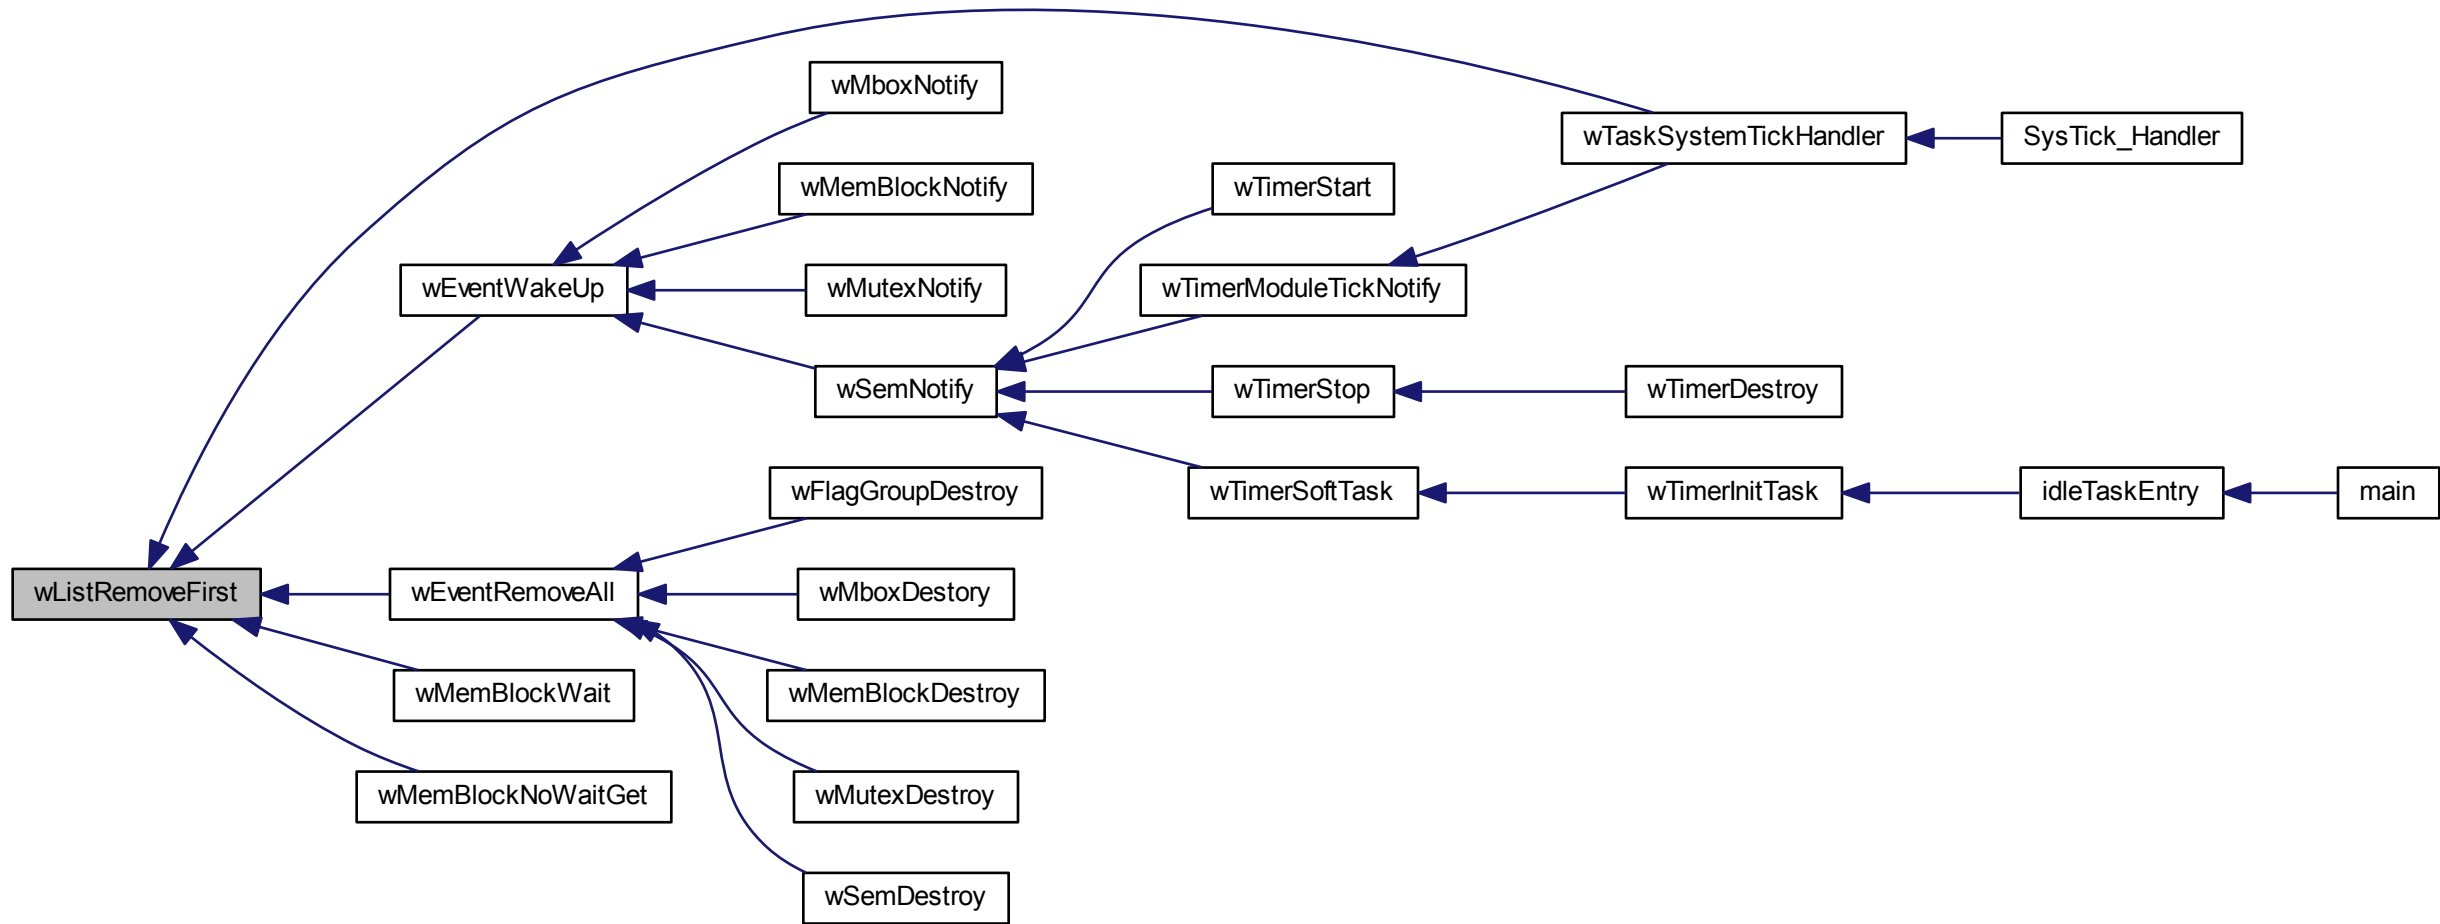 wMboxNotify
wTaskSystemTickHandler
SysTick_Handler
wMemBlockNotify
wTimerStart
wEventWakeUp
wMutexNotify
wTimerModuleTickNotify
wSemNotify
wTimerStop
wTimerDestroy
wFlagGroupDestroy
wTimerSoftTask
wTimerInitTask
idleTaskEntry
main
wListRemoveFirst
wEventRemoveAll
wMboxDestory
wMemBlockWait
wMemBlockDestroy
wMemBlockNoWaitGet
wMutexDestroy
wSemDestroy